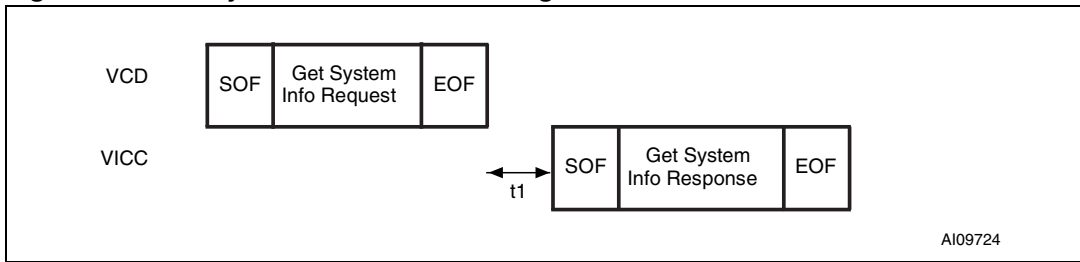 VCD
SOF
Get System
Info Request
EOF
VICC
t1
SOF
Get System
Info Response
EOF
AI09724